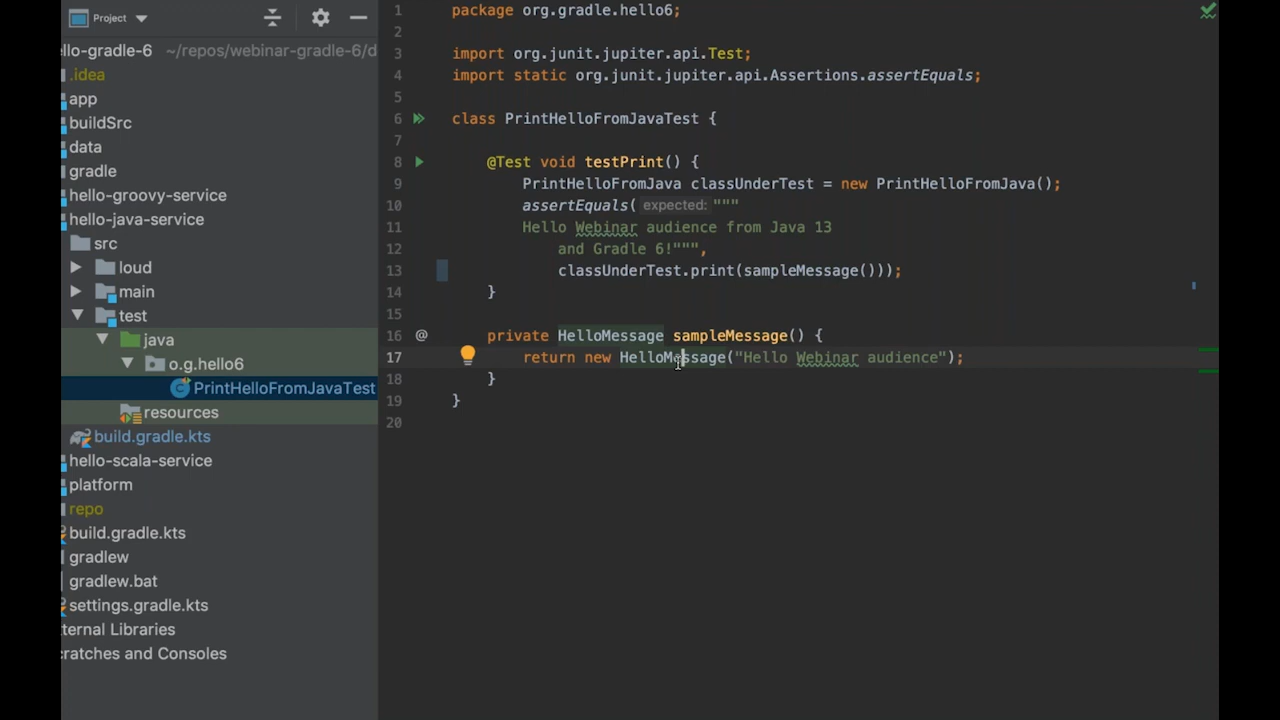 Project
ello-gradle-6 ~/repos/webinar-gradle-6/d
.idea
app
buildSrc
data
gradle
hello-groovy-service
hello-java-service
src
loud
main
test
java
o.g.hello6
PrintHelloFromJavaTest
resources
build.gradle.kts
hello-scala-service
platform
repo
build.gradle.kts
gradlew
gradlew.bat
settings.gradle.kts
ternal Libraries
cratches and Consoles
1 package org.gradle.hello6;
2
3 import org.junit.jupiter.api.Test;
4 import static org.junit.jupiter.api.Assertions.assertEquals;
5
6 class PrintHelloFromJavaTest {
7
8 @Test void testPrint() {
9 PrintHelloFromJava classUnderTest = new PrintHelloFromJava();
10 assertEquals( expected: """
11 Hello Webinar audience from Java 13
12 and Gradle 6!""",
13 classUnderTest.print(sampleMessage()));
14 }
15
16 @ private HelloMessage sampleMessage() {
17 return new HelloMessage("Hello Webinar audience");
18 }
19 }
20